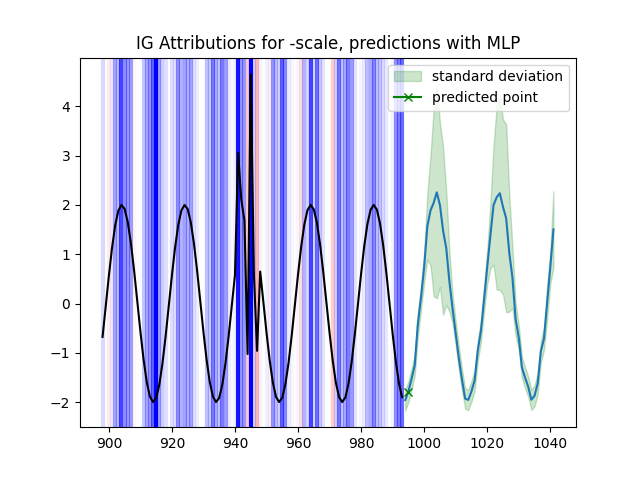 IG Attributions for -scale, predictions with MLP
standard deviation
predicted point
4
3
2
1
0
−1
−2
900 920 940 960 980 1000 1020 1040